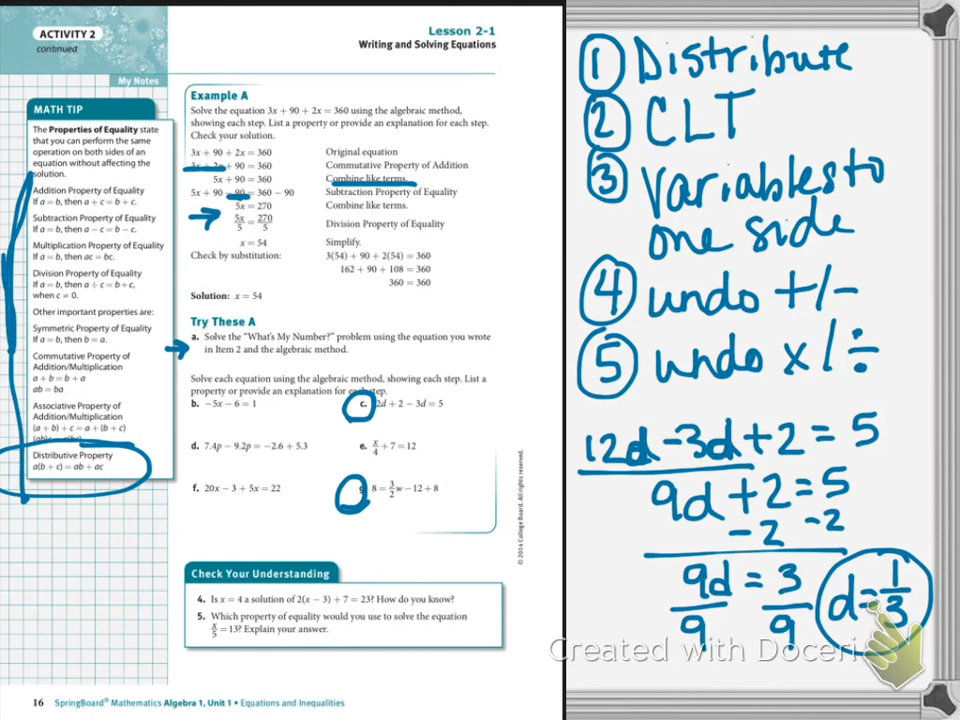 ACTIVITY 2
continued
Lesson 2-1
Writing and Solving Equations
My Notes
MATH TIP
The Properties of Equality state
that you can perform the same
operation on both sides of an
equation without affecting the
solution.
Addition Property of Equality
If a = b, then a + c = b + c.
Subtraction Property of Equality
If a = b, then a − c = b − c.
Multiplication Property of Equality
If a = b, then ac = bc.
Division Property of Equality
If a = b, then a ÷ c = b ÷ c,
when c ≠ 0.
Other important properties are:
Symmetric Property of Equality
If a = b, then b = a.
Commutative Property of
Addition/Multiplication
a + b = b + a
ab = ba
Associative Property of
Addition/Multiplication
(a + b) + c = a + (b + c)
Distributive Property
a(b + c) = ab + ac
Example A
Solve the equation 3x + 90 + 2x = 360 using the algebraic method,
showing each step. List a property or provide an explanation for each step.
Check your solution.
3x + 90 + 2x = 360 Original equation
3x + 2x + 90 = 360 Commutative Property of Addition
5x + 90 = 360 Combine like terms.
5x + 90 − 90 = 360 − 90 Subtraction Property of Equality
5x = 270 Combine like terms.
5x/5 = 270/5 Division Property of Equality
x = 54 Simplify.
Check by substitution: 3(54) + 90 + 2(54) = 360
162 + 90 + 108 = 360
360 = 360
Solution: x = 54
Try These A
a. Solve the “What’s My Number?” problem using the equation you wrote
in Item 2 and the algebraic method.
Solve each equation using the algebraic method, showing each step. List a
property or provide an explanation for each step.
b. −5x − 6 = 1 c. 12d + 2 − 3d = 5
d. 7.4p − 9.2p = −2.6 + 5.3 e. x/4 + 7 = 12
f. 20x − 3 + 5x = 22 g. 8 = 3/2 w − 12 + 8
Check Your Understanding
4. Is x = 4 a solution of 2(x − 3) + 7 = 23? How do you know?
5. Which property of equality would you use to solve the equation
x/5 = 13? Explain your answer.
© 2014 College Board. All rights reserved.
16 SpringBoard® Mathematics Algebra 1, Unit 1 • Equations and Inequalities
1 Distribute
2 CLT
3 Variables to
one side
4 undo +/−
5 undo x/÷
12d − 3d + 2 = 5
9d + 2 = 5
− 2 −2
9d = 3
9 9
d = 1/3
Created with Doceri